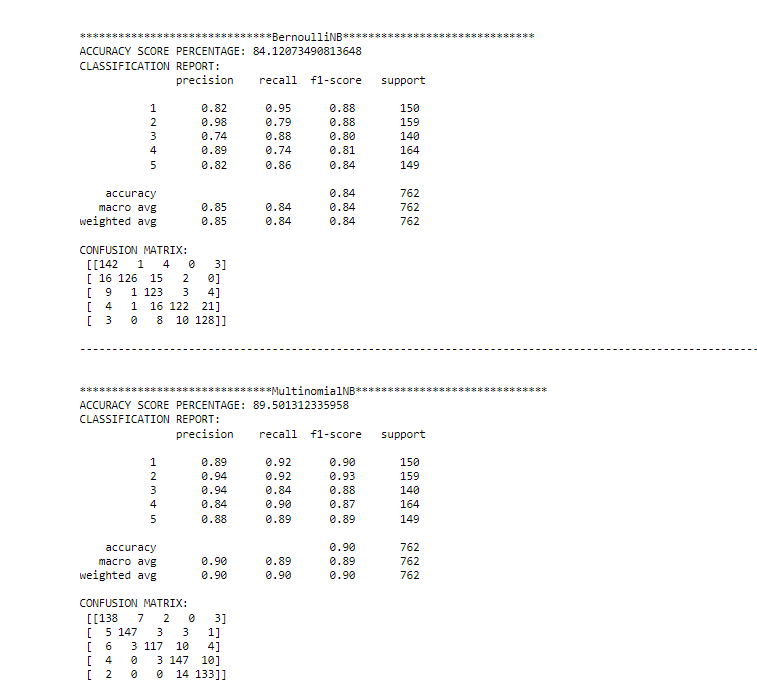 ******************************BernoulliNB******************************
ACCURACY SCORE PERCENTAGE: 84.12073490813648
CLASSIFICATION REPORT:
               precision    recall  f1-score   support

           1       0.82      0.95      0.88       150
           2       0.98      0.79      0.88       159
           3       0.74      0.88      0.80       140
           4       0.89      0.74      0.81       164
           5       0.82      0.86      0.84       149

    accuracy                           0.84       762
   macro avg       0.85      0.84      0.84       762
weighted avg       0.85      0.84      0.84       762

CONFUSION MATRIX:
 [[142   1   4   0   3]
 [ 16 126  15   2   0]
 [  9   1 123   3   4]
 [  4   1  16 122  21]
 [  3   0   8  10 128]]
----------------------------------------------------------------------------------------------------------
******************************MultinomialNB******************************
ACCURACY SCORE PERCENTAGE: 89.501312335958
CLASSIFICATION REPORT:
               precision    recall  f1-score   support

           1       0.89      0.92      0.90       150
           2       0.94      0.92      0.93       159
           3       0.94      0.84      0.88       140
           4       0.84      0.90      0.87       164
           5       0.88      0.89      0.89       149

    accuracy                           0.90       762
   macro avg       0.90      0.89      0.89       762
weighted avg       0.90      0.90      0.90       762

CONFUSION MATRIX:
 [[138   7   2   0   3]
 [  5 147   3   3   1]
 [  6   3 117  10   4]
 [  4   0   3 147  10]
 [  2   0   0  14 133]]